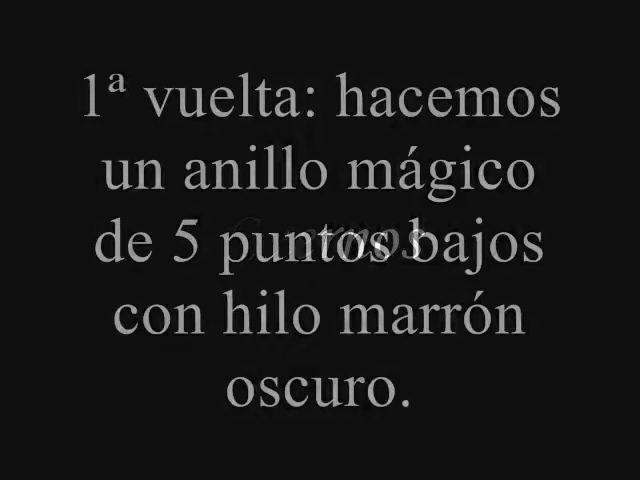 1ª vuelta: hacemos
un anillo mágico
de 5 puntos bajos
con hilo marrón
oscuro.